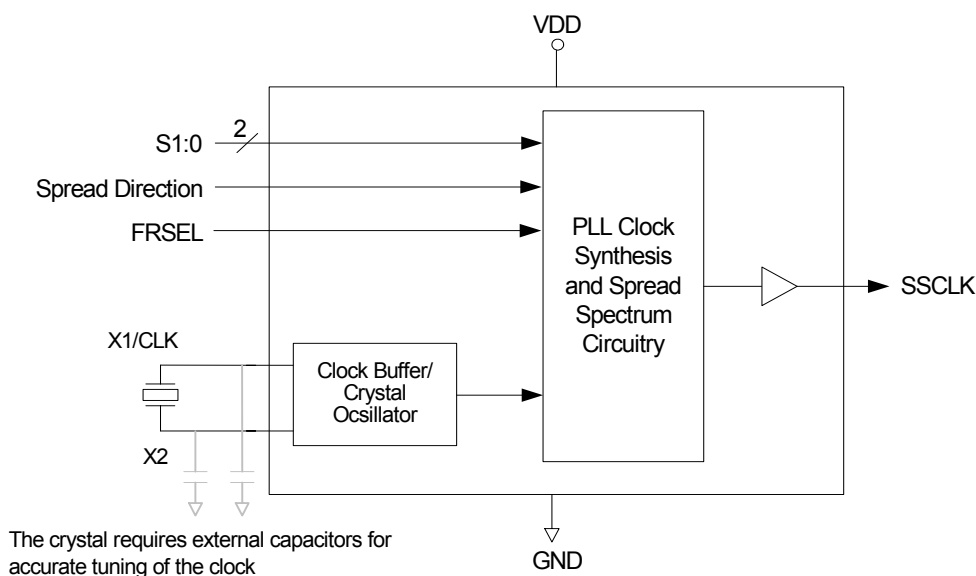 VDD
2
S1:0
Spread Direction
FRSEL
PLL Clock
Synthesis
and Spread
Spectrum
Circuitry
SSCLK
X1/CLK
Clock Buffer/
Crystal
Ocsillator
X2
The crystal requires external capacitors for
accurate tuning of the clock
GND